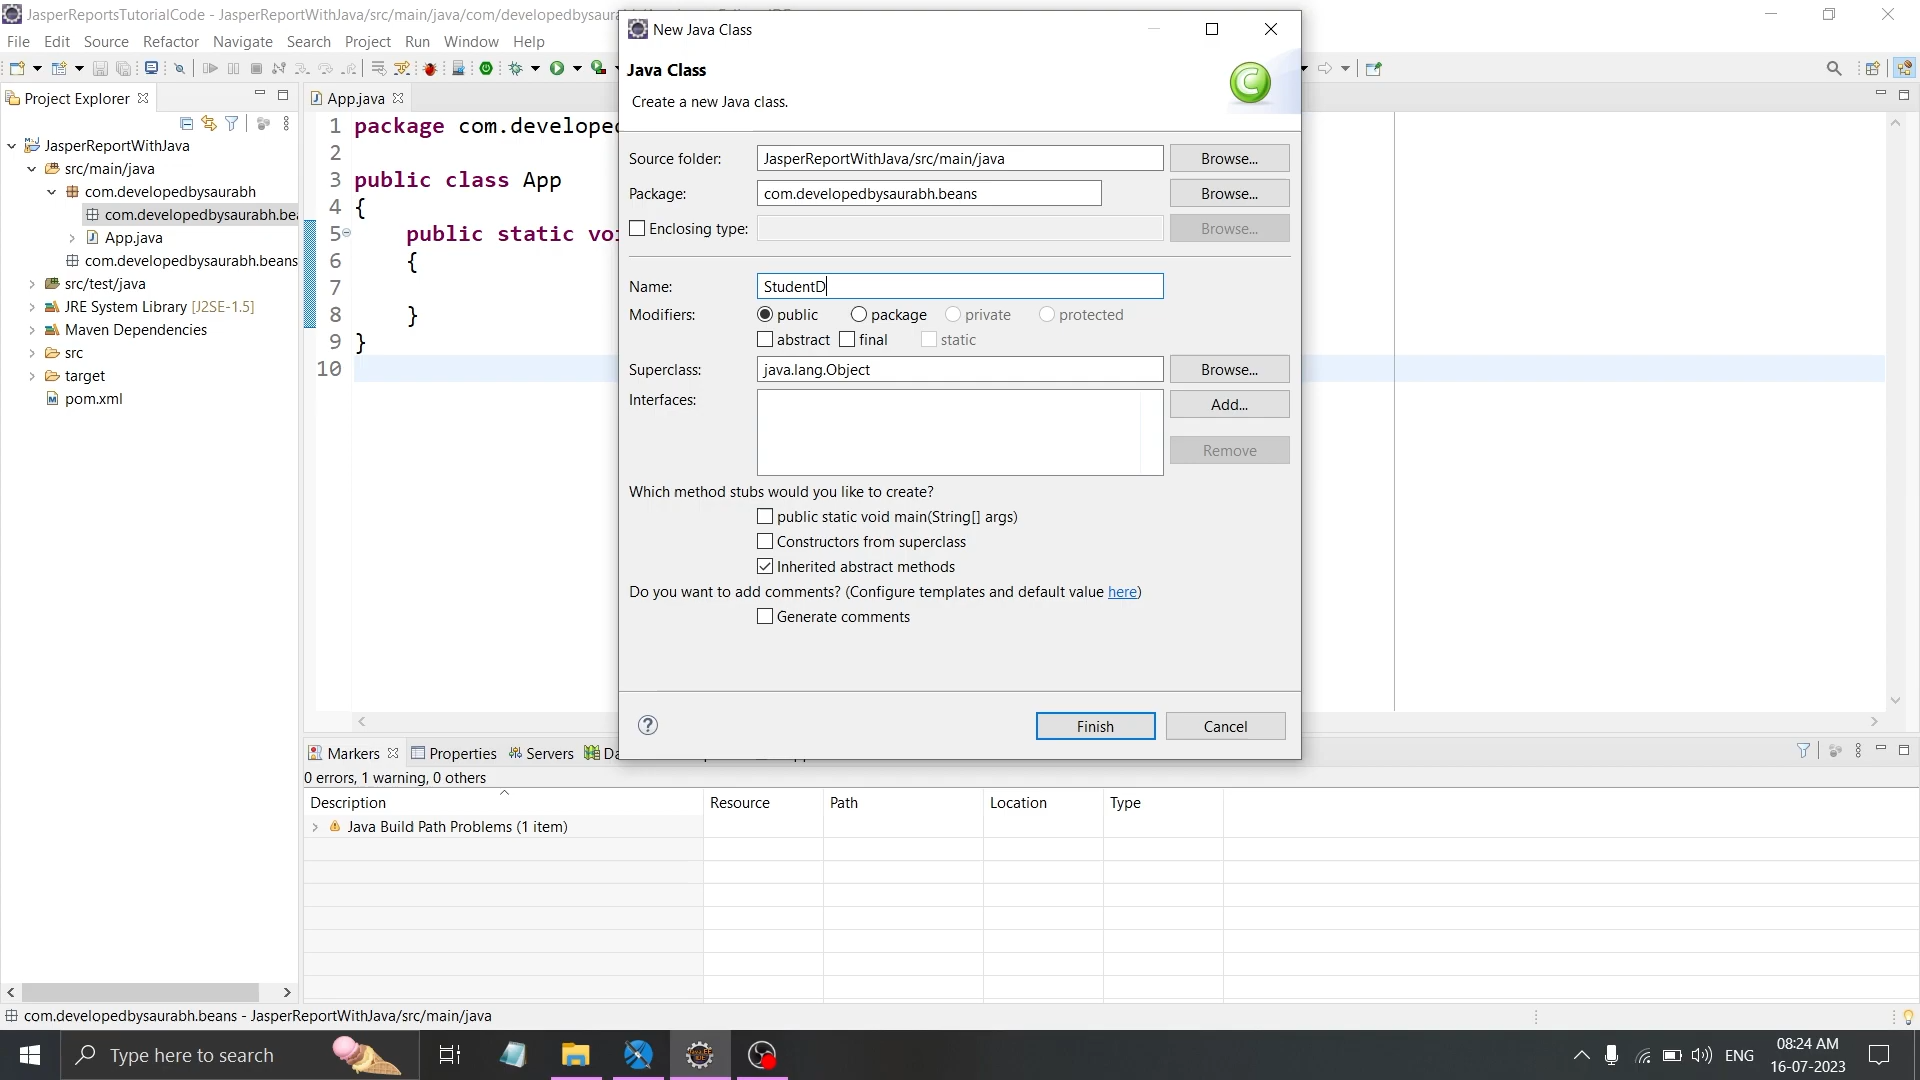 JasperReportsTutorialCode - JasperReportWithJava/src/main/java/com/developedbysaura
File Edit Source Refactor Navigate Search Project Run Window Help
Project Explorer
JasperReportWithJava
src/main/java
com.developedbysaurabh
com.developedbysaurabh.bea
App.java
com.developedbysaurabh.beans
src/test/java
JRE System Library [J2SE-1.5]
Maven Dependencies
src
target
pom.xml
App.java
1 package com.develope
2
3 public class App
4 {
5 public static voi
6 {
7
8 }
9 }
10
New Java Class
Java Class
Create a new Java class.
Source folder: JasperReportWithJava/src/main/java Browse...
Package: com.developedbysaurabh.beans Browse...
Enclosing type: Browse...
Name: StudentD
Modifiers: public package private protected
abstract final static
Superclass: java.lang.Object Browse...
Interfaces: Add...
Remove
Which method stubs would you like to create?
public static void main(String[] args)
Constructors from superclass
Inherited abstract methods
Do you want to add comments? (Configure templates and default value here)
Generate comments
Finish Cancel
Markers Properties Servers Da
0 errors, 1 warning, 0 others
Description Resource Path Location Type
Java Build Path Problems (1 item)
com.developedbysaurabh.beans - JasperReportWithJava/src/main/java
Type here to search
ENG
08:24 AM
16-07-2023